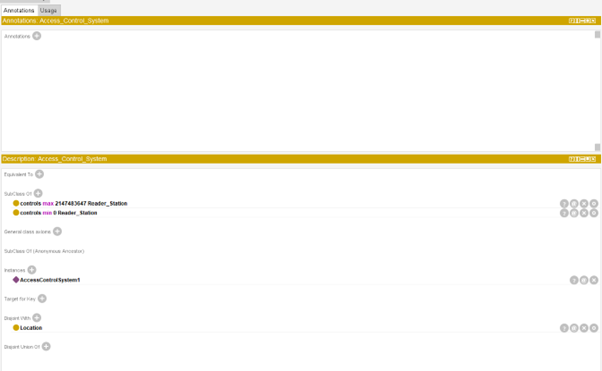 Annotations Usage
Annotations: Access_Control_System
Annotations
Description: Access_Control_System
Equivalent To
SubClass Of
controls max 2147483647 Reader_Station
controls min 0 Reader_Station
General class axioms
SubClass Of (Anonymous Ancestor)
Instances
AccessControlSystem1
Target for Key
Disjoint With
Location
Disjoint Union Of